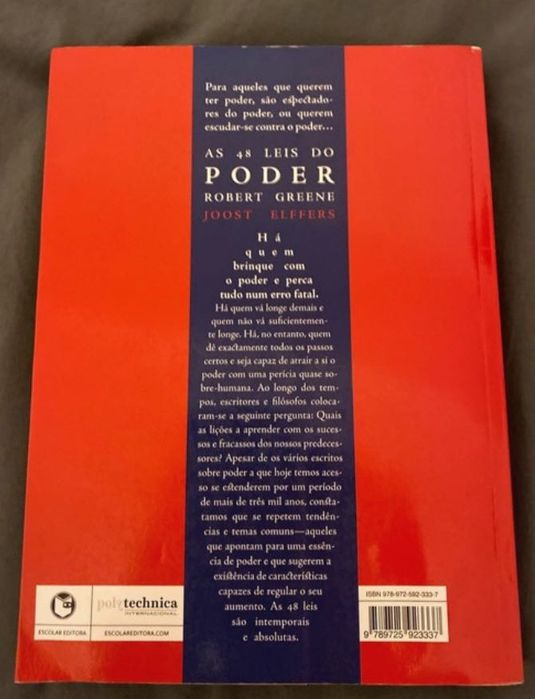 Para aqueles que querem
ter poder, são espectado-
res do poder, ou querem
escudar-se contra o poder...
AS 48 LEIS DO
PODER
ROBERT GREENE
JOOST ELFFERS
Há
quem
brinque com
o poder e perca
tudo num erro fatal.
Há quem vá longe demais e
quem não vá suficientemen-
te longe. Há, no entanto, quem
dê exactamente todos os passos
certos e seja capaz de atrair a si o
poder com uma perícia quase so-
bre-humana. Ao longo dos tem-
pos, escritores e filósofos coloca-
ram-se a seguinte pergunta: Quais
as lições a aprender com os suces-
sos e fracassos dos nossos predeces-
sores? Apesar de os vários escritos
sobre poder a que hoje temos aces-
so se estenderem por um período
de mais de três mil anos, consta-
tamos que se repetem tendên-
cias e temas comuns—aqueles
que apontam para uma essên-
cia de poder e que sugerem a
existência de características
capazes de regular o seu
aumento. As 48 leis
são intemporais
e absolutas.
ESCOLAR EDITORA
polytechnica
INTERNACIONAL
ESCOLAREDITORA.COM
ISBN 978-972-592-333-7
9 789725 923337